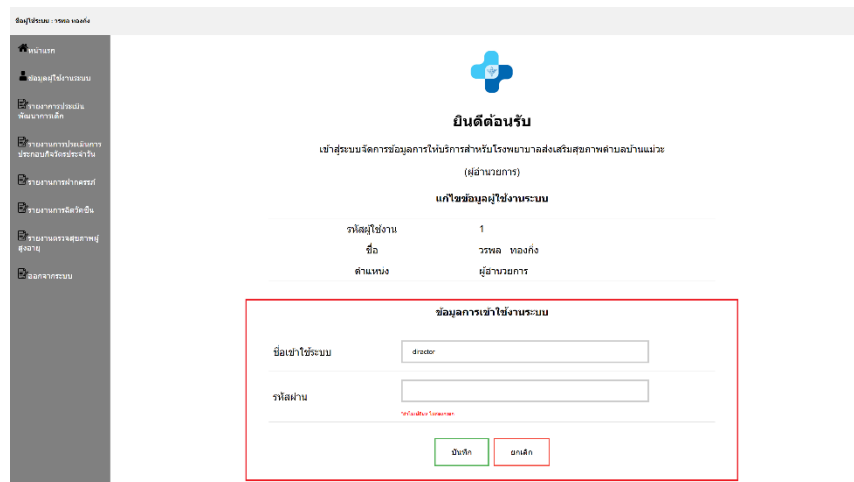 ชื่อผู้ใช้ระบบ : วรพล ทองกิ่ง
หน้าแรก
ข้อมูลผู้ใช้งานระบบ
รายงาการประเมิน
พัฒนาการเด็ก
รายงานการประเมินการ
ประกอบกิจวัตรประจำวัน
รายงานการฝากครรภ์
รายงานการฉีดวัคซีน
รายงานตรวจสุขภาพผู้
สูงอายุ
ออกจากระบบ
ยินดีต้อนรับ
เข้าสู่ระบบจัดการข้อมูลการให้บริการสำหรับโรงพยาบาลส่งเสริมสุขภาพตำบลบ้านแม่วะ
(ผู้อำนวยการ)
แก้ไขข้อมูลผู้ใช้งานระบบ
รหัสผู้ใช้งาน 1
ชื่อ วรพล ทองกิ่ง
ตำแหน่ง ผู้อำนวยการ
ข้อมูลการเข้าใช้งานระบบ
ชื่อเข้าใช้ระบบ director
รหัสผ่าน
บันทึก ยกเลิก